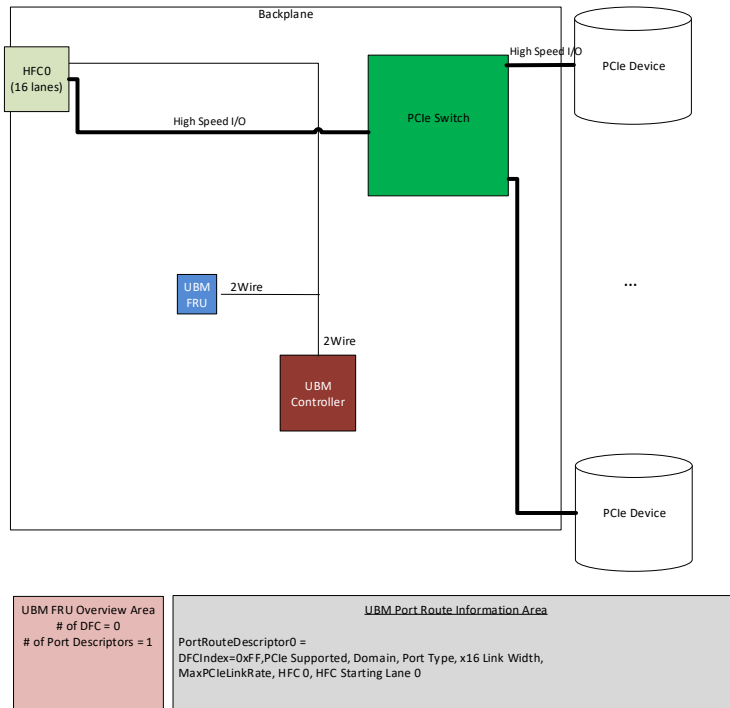 Backplane
HFC0
(16 lanes)
High Speed I/O
PCIe Switch
High Speed I/O
PCIe Device
UBM
FRU
2Wire
2Wire
UBM
Controller
...
PCIe Device
UBM FRU Overview Area
# of DFC = 0
# of Port Descriptors = 1
UBM Port Route Information Area
PortRouteDescriptor0 =
DFCIndex=0xFF,PCIe Supported, Domain, Port Type, x16 Link Width,
MaxPCIeLinkRate, HFC 0, HFC Starting Lane 0